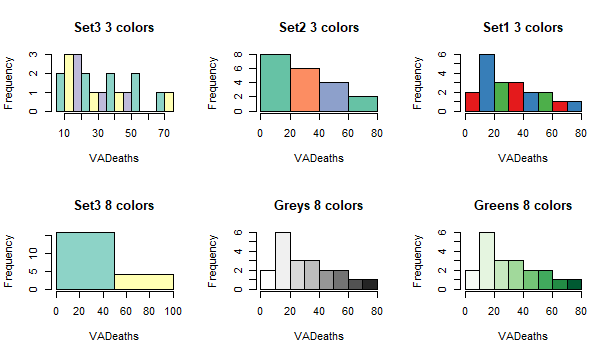 Set3 3 colors Set2 3 colors Set1 3 colors
Frequency 0 1 2 3 Frequency 0 2 4 6 8 Frequency 0 2 4 6
10 30 50 70 0 20 40 60 80 0 20 40 60 80
VADeaths VADeaths VADeaths
Set3 8 colors Greys 8 colors Greens 8 colors
Frequency 0 5 15 Frequency 0 2 4 6 Frequency 0 2 4 6
0 20 40 60 80 100 0 20 40 60 80 0 20 40 60 80
VADeaths VADeaths VADeaths